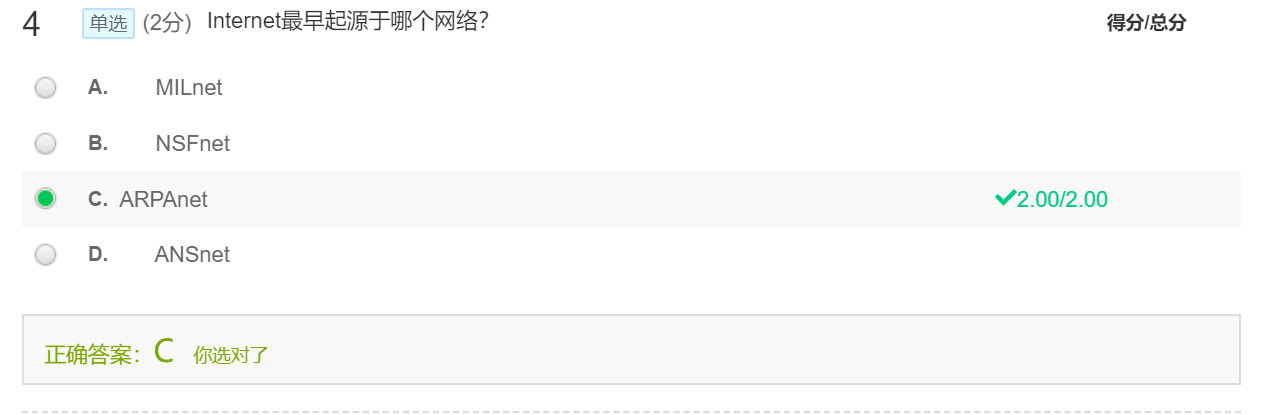 4 单选 (2分) Internet最早起源于哪个网络? 得分/总分
A. MILnet
B. NSFnet
C. ARPAnet 2.00/2.00
D. ANSnet
正确答案：C 你选对了